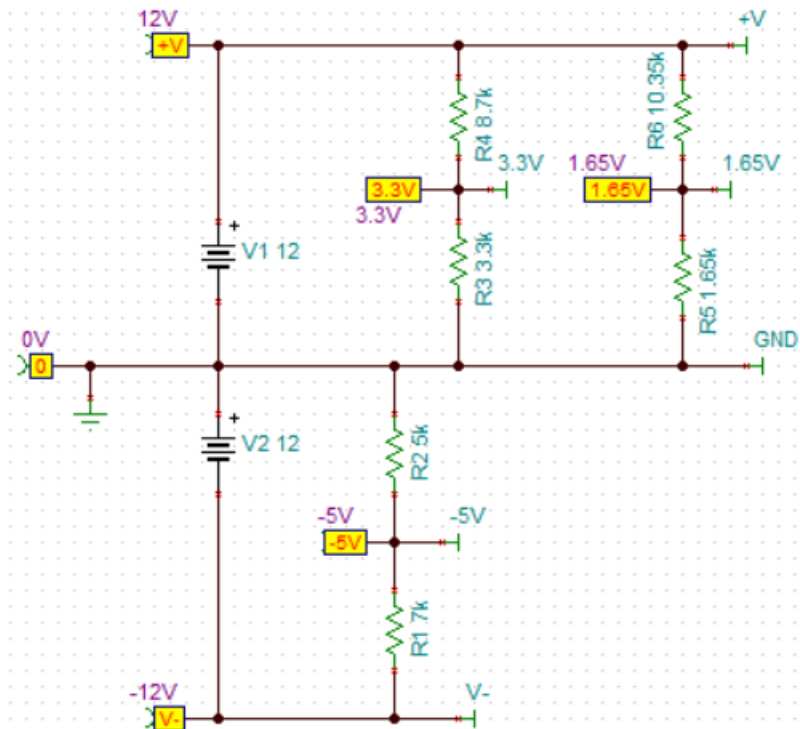 12V
+V
+V
R4 8.7k
R6 10.35k
3.3V
3.3V
3.3V
1.65V
1.65V
1.65V
+
V1 12
R3 3.3k
R5 1.65k
0V
0
GND
+
V2 12
R2 5k
-5V
-5V
-5V
R1 7k
-12V
V-
V-